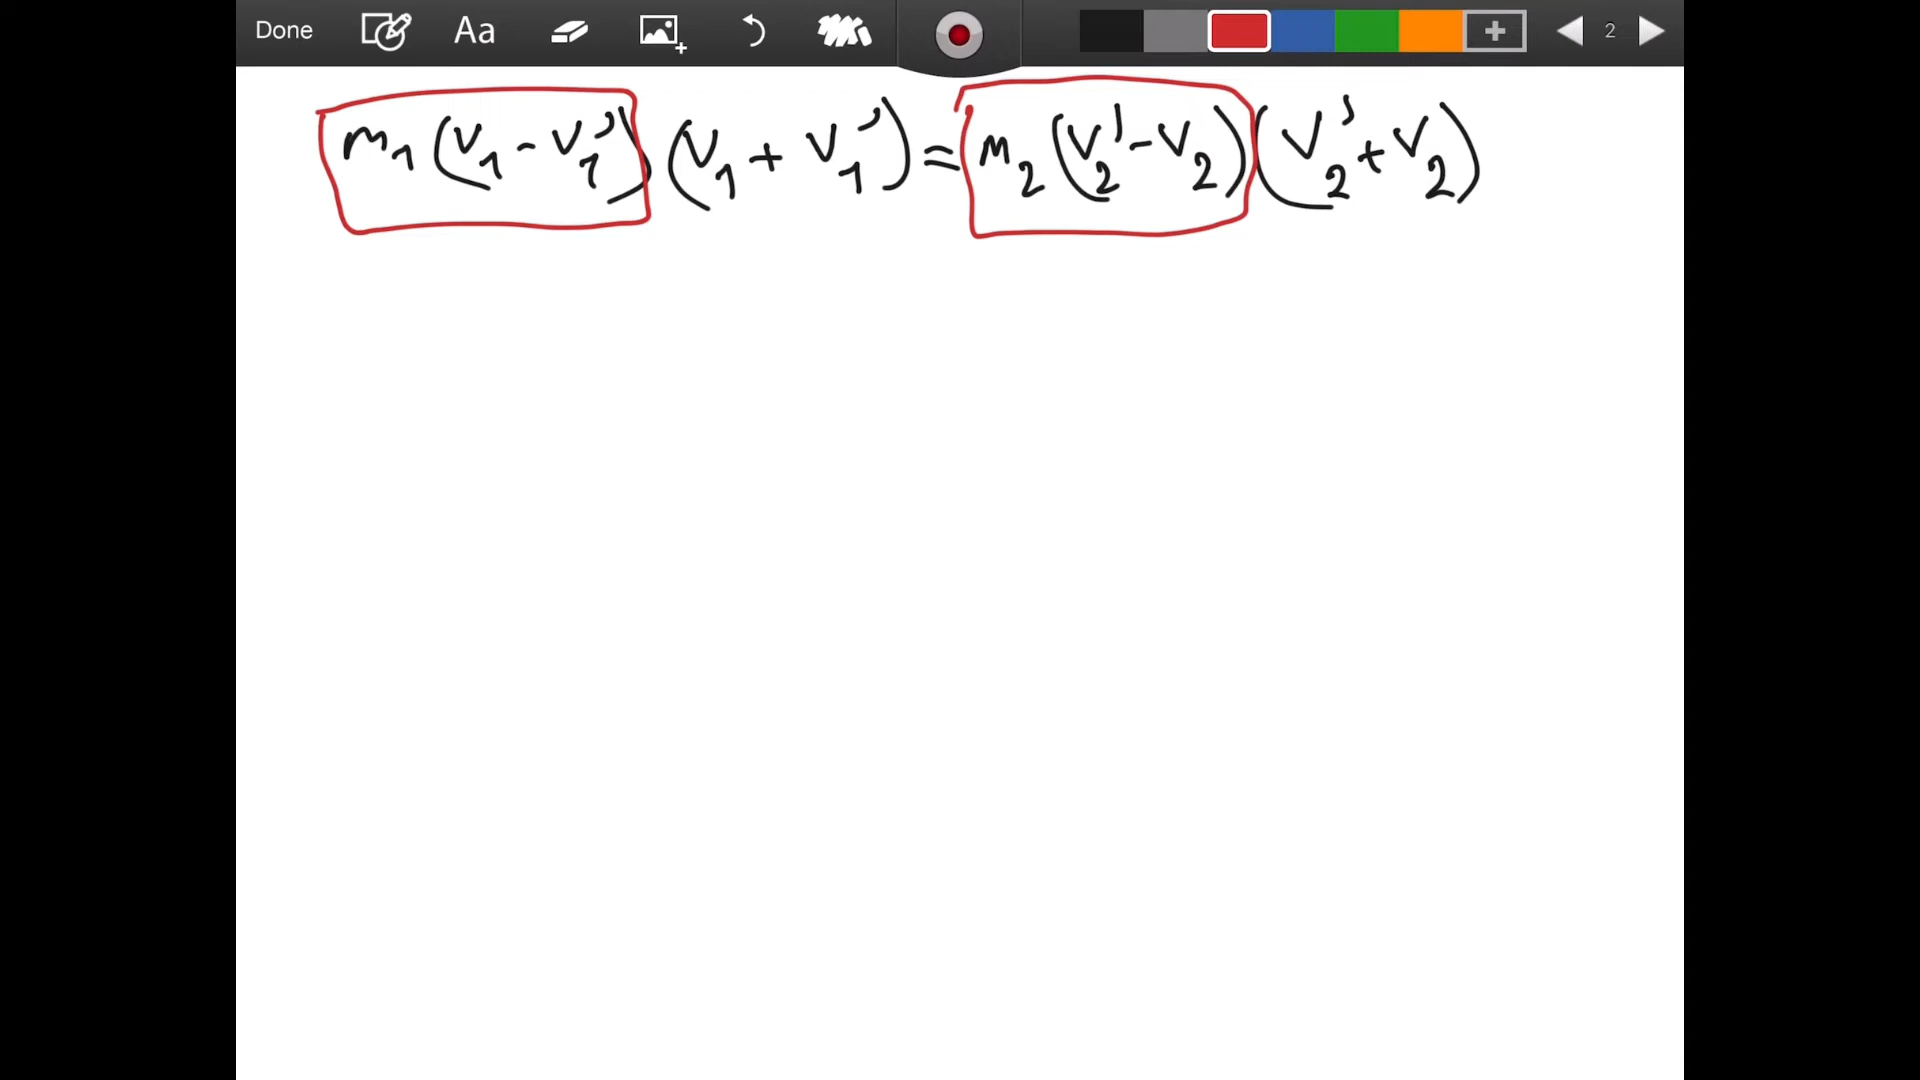 Done Aa 2
m₁(v₁ - v₁')(v₁ + v₁') = m₂(v₂' - v₂)(v₂' + v₂)